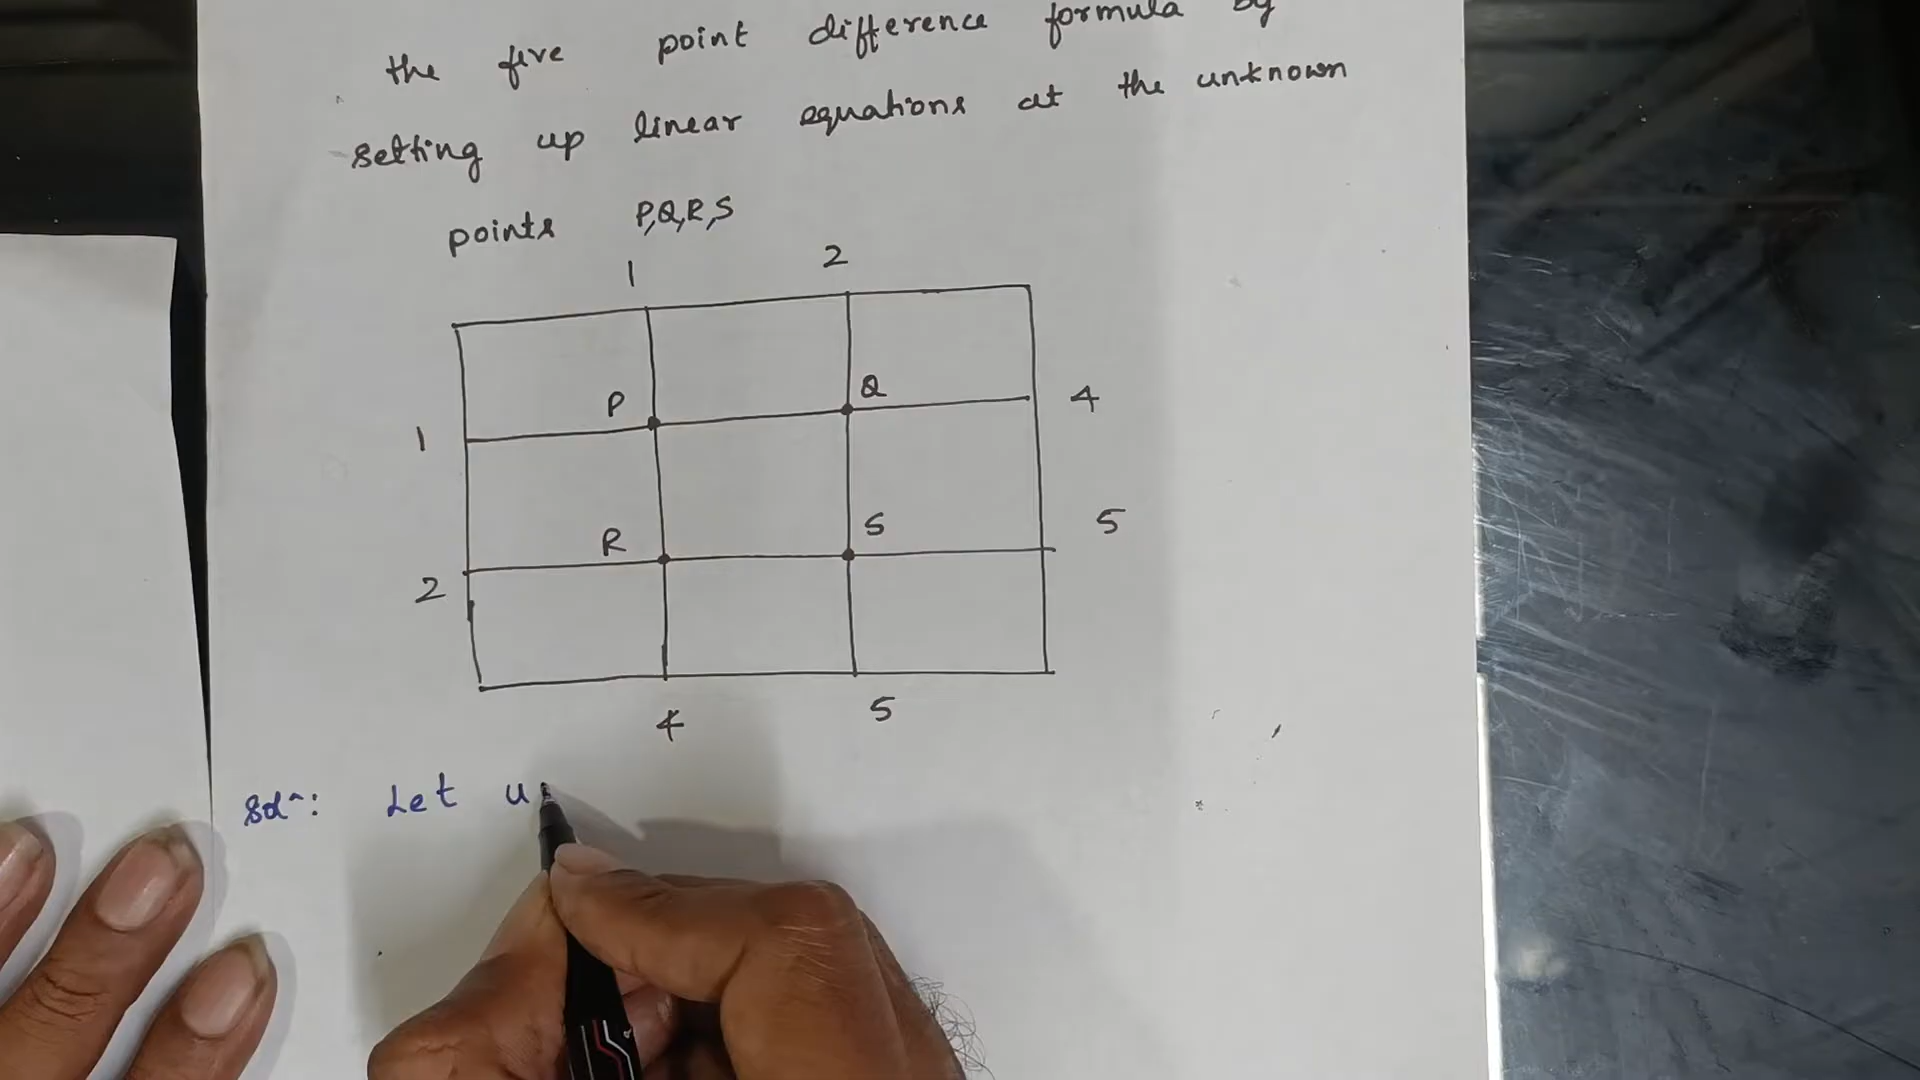 the five point difference formula by
setting up linear equations at the unknown
points P,Q,R,S
1 2
P Q 4
1
R S 5
2
4 5
Sol^n: Let u